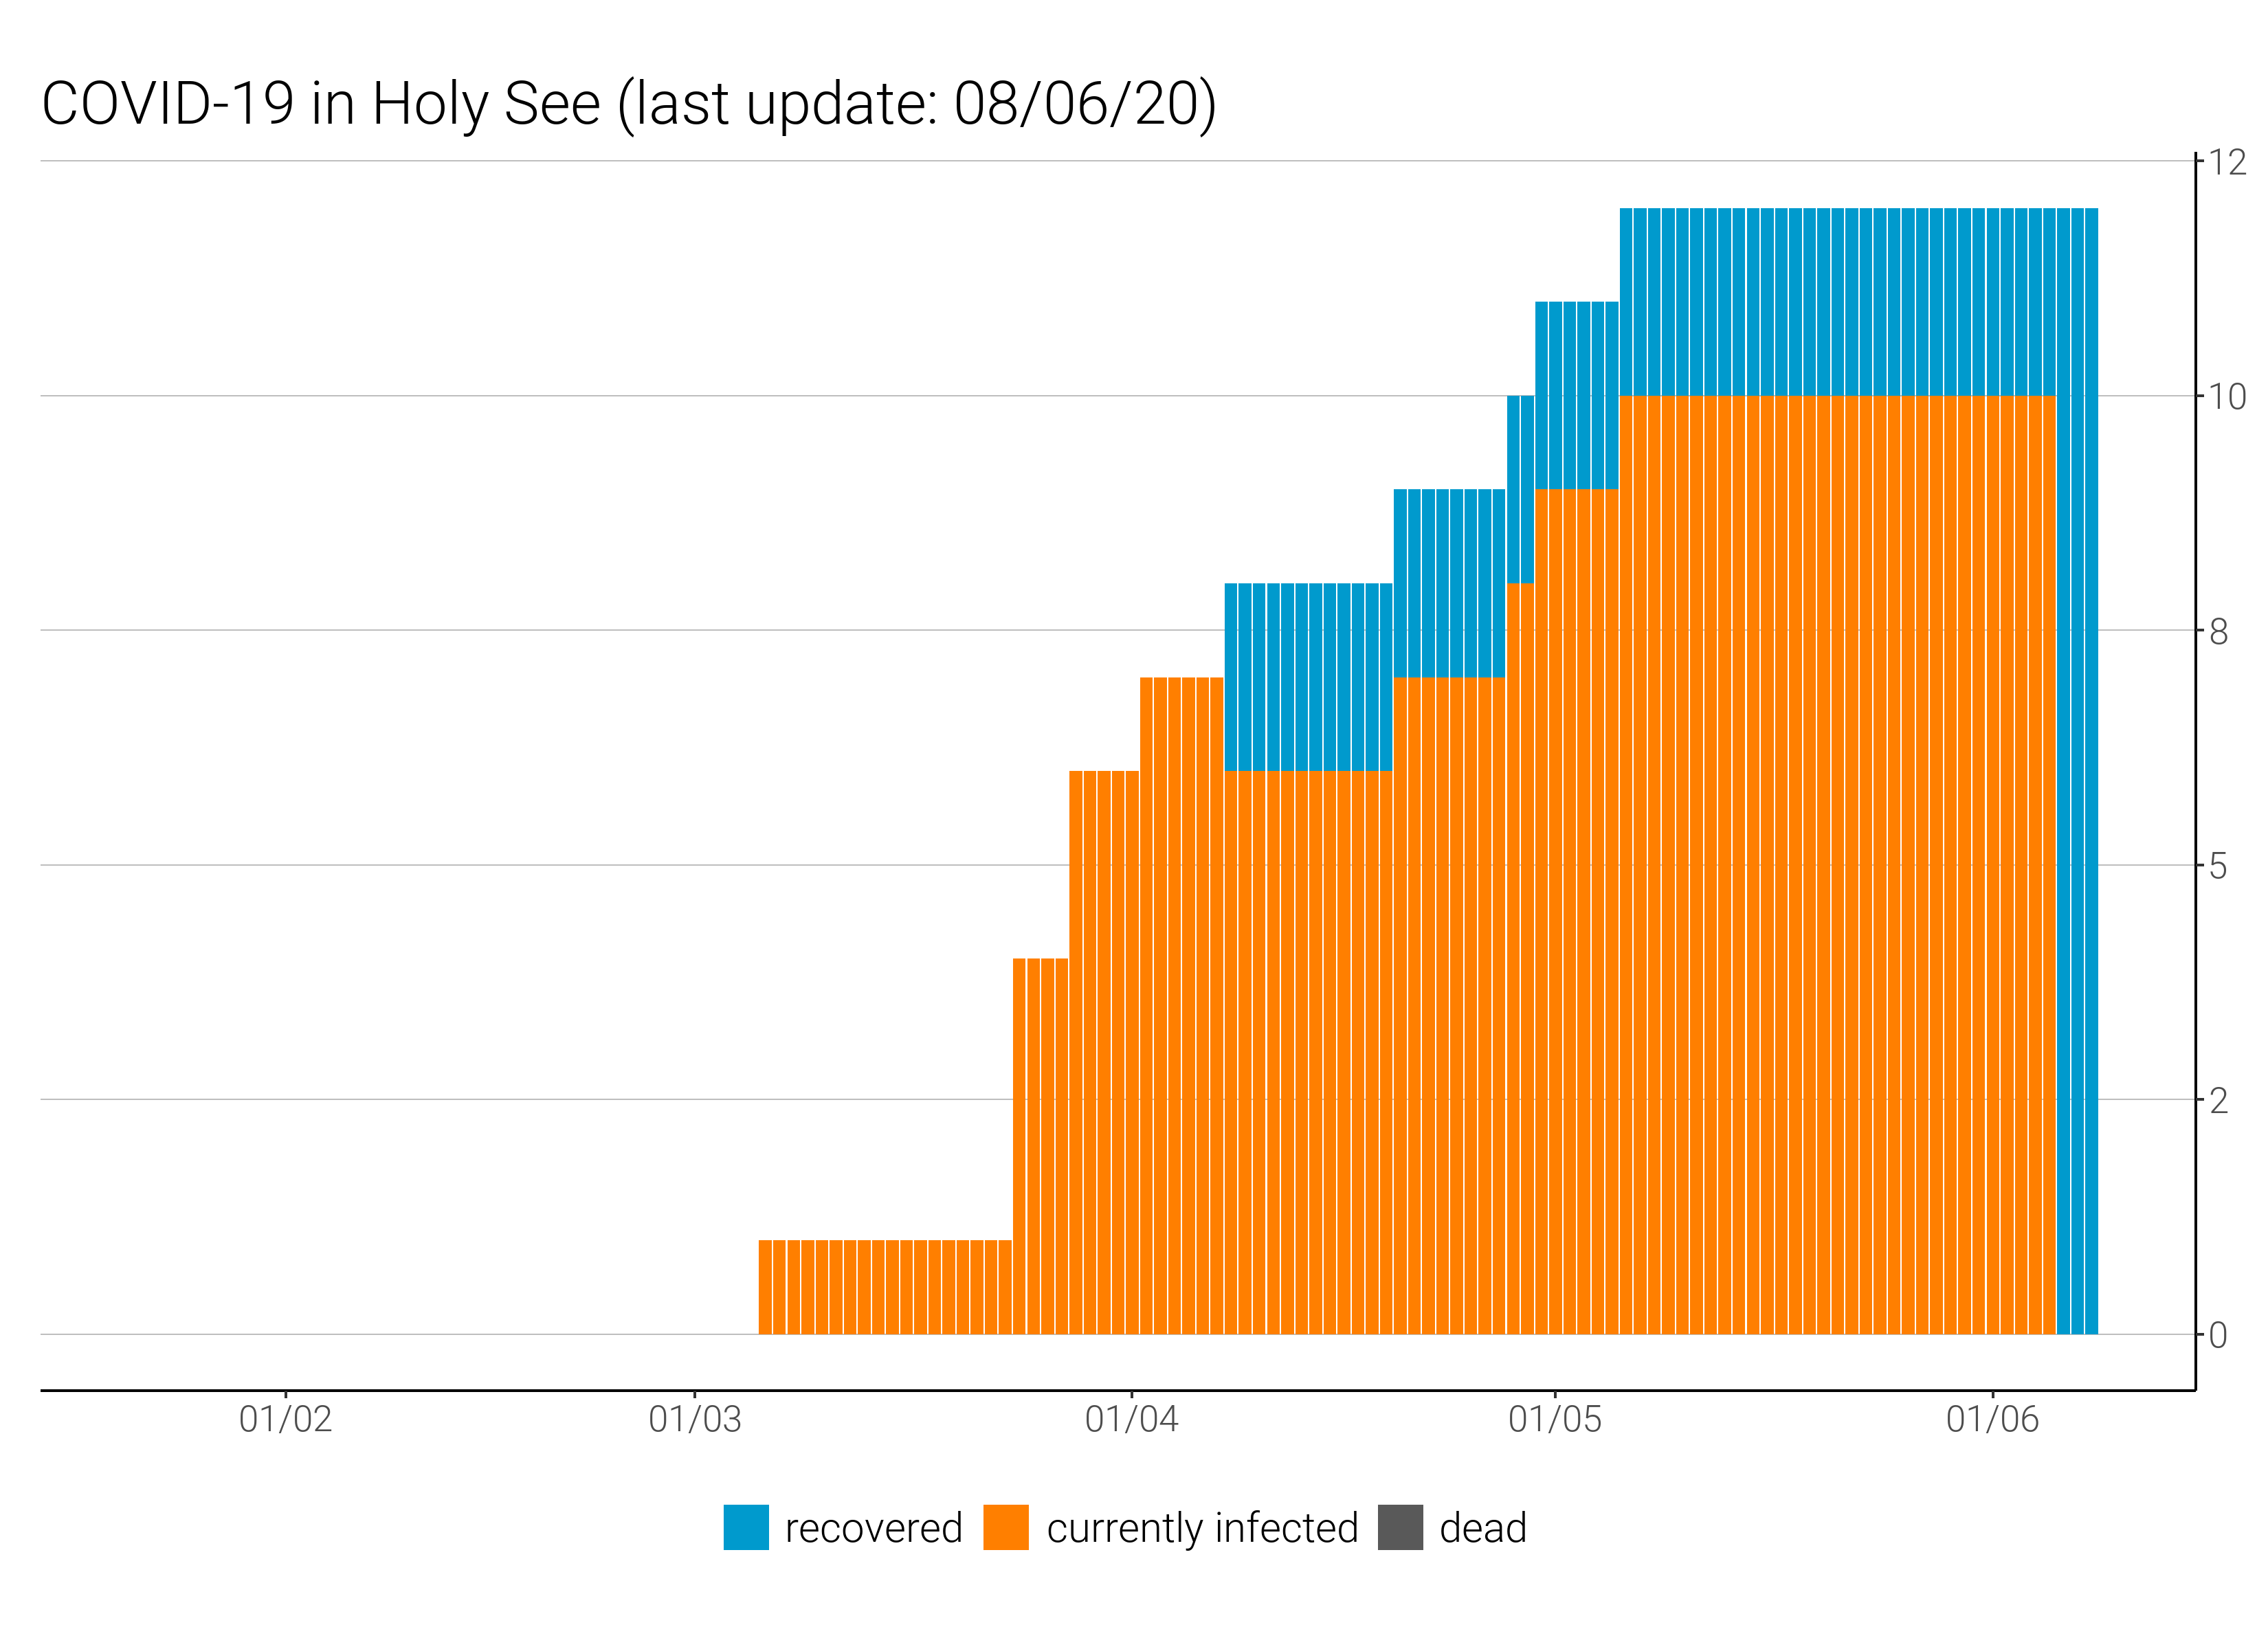 COVID-19 in Holy See (last update: 08/06/20)
12
10
8
5
2
0
01/02 01/03 01/04 01/05 01/06
recovered currently infected dead